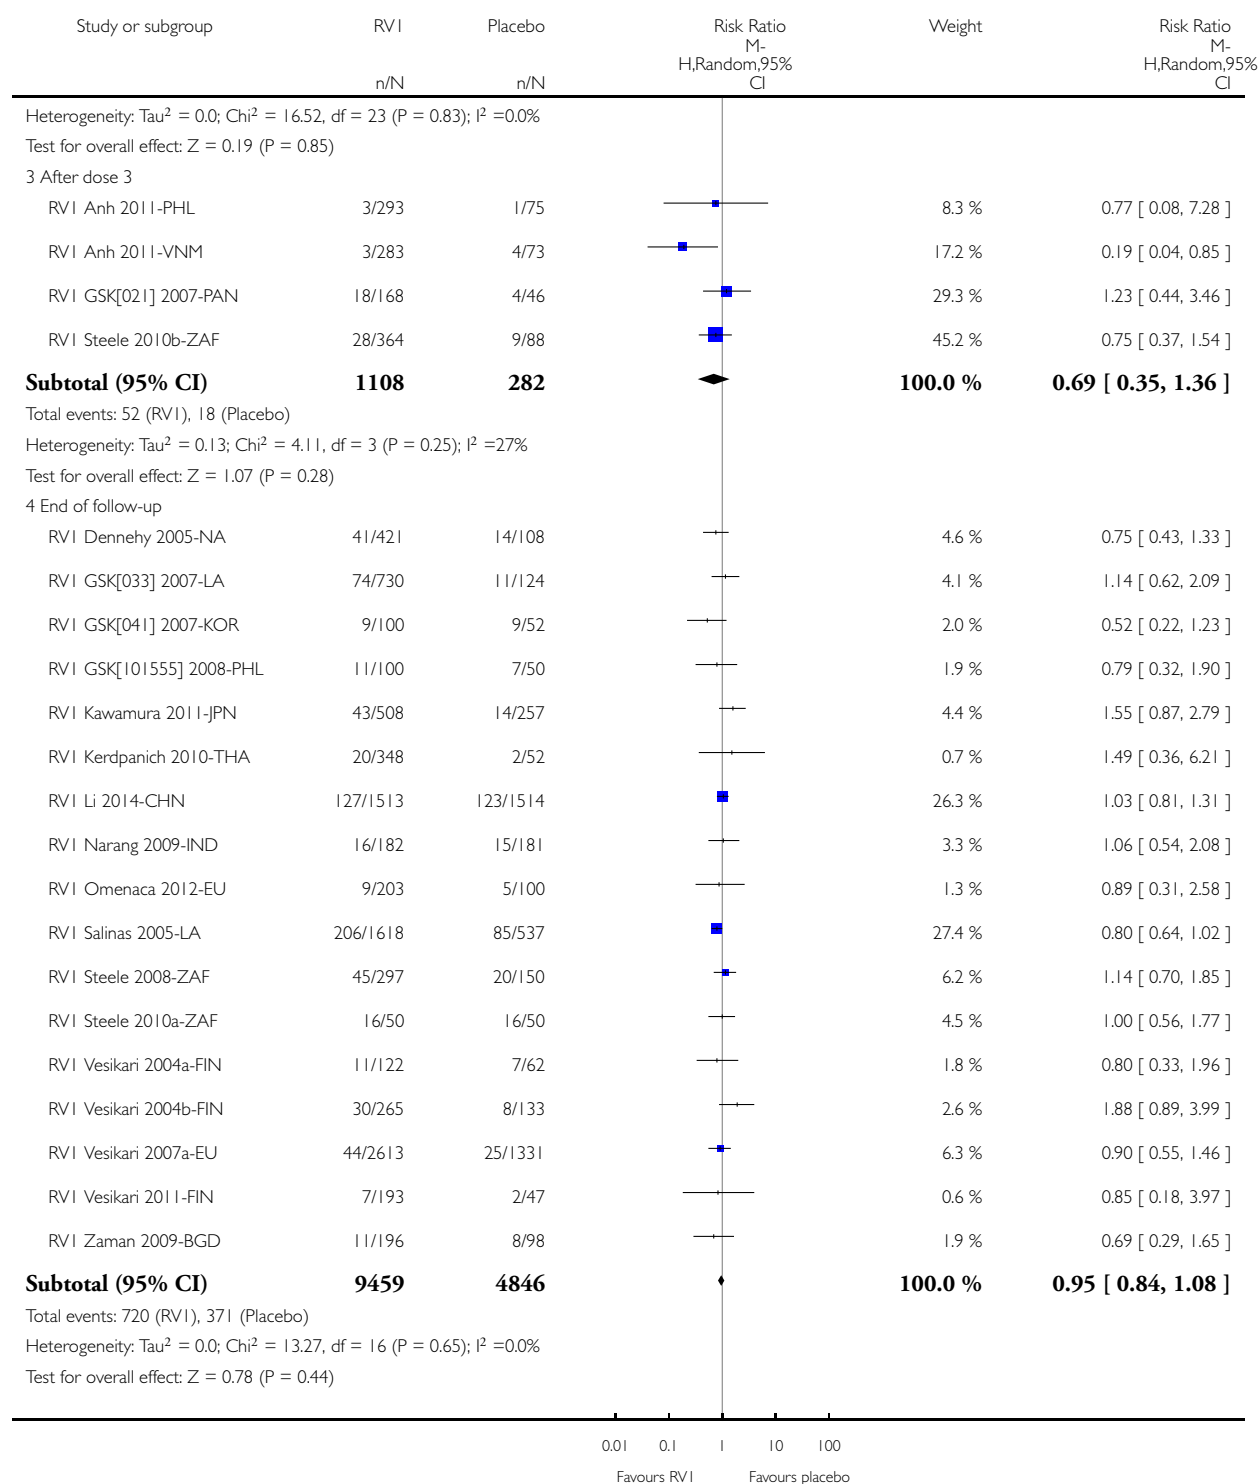 Study or subgroup RV1 Placebo Risk Ratio Weight Risk Ratio
M- M-
H,Random,95% H,Random,95%
n/N n/N CI CI
Heterogeneity: Tau² = 0.0; Chi² = 16.52, df = 23 (P = 0.83); I² =0.0%
Test for overall effect: Z = 0.19 (P = 0.85)
3 After dose 3
RV1 Anh 2011-PHL 3/293 1/75 8.3 % 0.77 [ 0.08, 7.28 ]
RV1 Anh 2011-VNM 3/283 4/73 17.2 % 0.19 [ 0.04, 0.85 ]
RV1 GSK[021] 2007-PAN 18/168 4/46 29.3 % 1.23 [ 0.44, 3.46 ]
RV1 Steele 2010b-ZAF 28/364 9/88 45.2 % 0.75 [ 0.37, 1.54 ]
Subtotal (95% CI) 1108 282 100.0 % 0.69 [ 0.35, 1.36 ]
Total events: 52 (RV1), 18 (Placebo)
Heterogeneity: Tau² = 0.13; Chi² = 4.11, df = 3 (P = 0.25); I² =27%
Test for overall effect: Z = 1.07 (P = 0.28)
4 End of follow-up
RV1 Dennehy 2005-NA 41/421 14/108 4.6 % 0.75 [ 0.43, 1.33 ]
RV1 GSK[033] 2007-LA 74/730 11/124 4.1 % 1.14 [ 0.62, 2.09 ]
RV1 GSK[041] 2007-KOR 9/100 9/52 2.0 % 0.52 [ 0.22, 1.23 ]
RV1 GSK[101555] 2008-PHL 11/100 7/50 1.9 % 0.79 [ 0.32, 1.90 ]
RV1 Kawamura 2011-JPN 43/508 14/257 4.4 % 1.55 [ 0.87, 2.79 ]
RV1 Kerdpanich 2010-THA 20/348 2/52 0.7 % 1.49 [ 0.36, 6.21 ]
RV1 Li 2014-CHN 127/1513 123/1514 26.3 % 1.03 [ 0.81, 1.31 ]
RV1 Narang 2009-IND 16/182 15/181 3.3 % 1.06 [ 0.54, 2.08 ]
RV1 Omenaca 2012-EU 9/203 5/100 1.3 % 0.89 [ 0.31, 2.58 ]
RV1 Salinas 2005-LA 206/1618 85/537 27.4 % 0.80 [ 0.64, 1.02 ]
RV1 Steele 2008-ZAF 45/297 20/150 6.2 % 1.14 [ 0.70, 1.85 ]
RV1 Steele 2010a-ZAF 16/50 16/50 4.5 % 1.00 [ 0.56, 1.77 ]
RV1 Vesikari 2004a-FIN 11/122 7/62 1.8 % 0.80 [ 0.33, 1.96 ]
RV1 Vesikari 2004b-FIN 30/265 8/133 2.6 % 1.88 [ 0.89, 3.99 ]
RV1 Vesikari 2007a-EU 44/2613 25/1331 6.3 % 0.90 [ 0.55, 1.46 ]
RV1 Vesikari 2011-FIN 7/193 2/47 0.6 % 0.85 [ 0.18, 3.97 ]
RV1 Zaman 2009-BGD 11/196 8/98 1.9 % 0.69 [ 0.29, 1.65 ]
Subtotal (95% CI) 9459 4846 100.0 % 0.95 [ 0.84, 1.08 ]
Total events: 720 (RV1), 371 (Placebo)
Heterogeneity: Tau² = 0.0; Chi² = 13.27, df = 16 (P = 0.65); I² =0.0%
Test for overall effect: Z = 0.78 (P = 0.44)
0.01 0.1 1 10 100
Favours RV1 Favours placebo